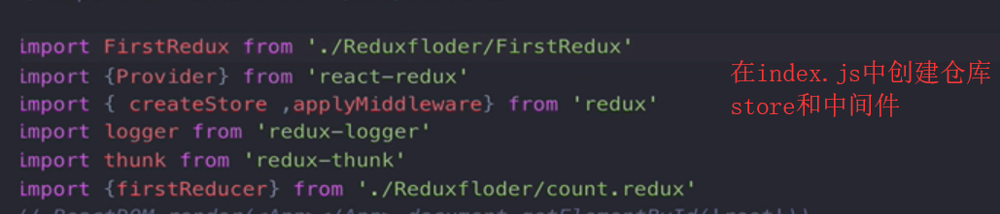 import FirstRedux from './Reduxfloder/FirstRedux'
import {Provider} from 'react-redux'
import { createStore ,applyMiddleware} from 'redux'
import logger from 'redux-logger'
import thunk from 'redux-thunk'
import {firstReducer} from './Reduxfloder/count.redux'
在index.js中创建仓库
store和中间件